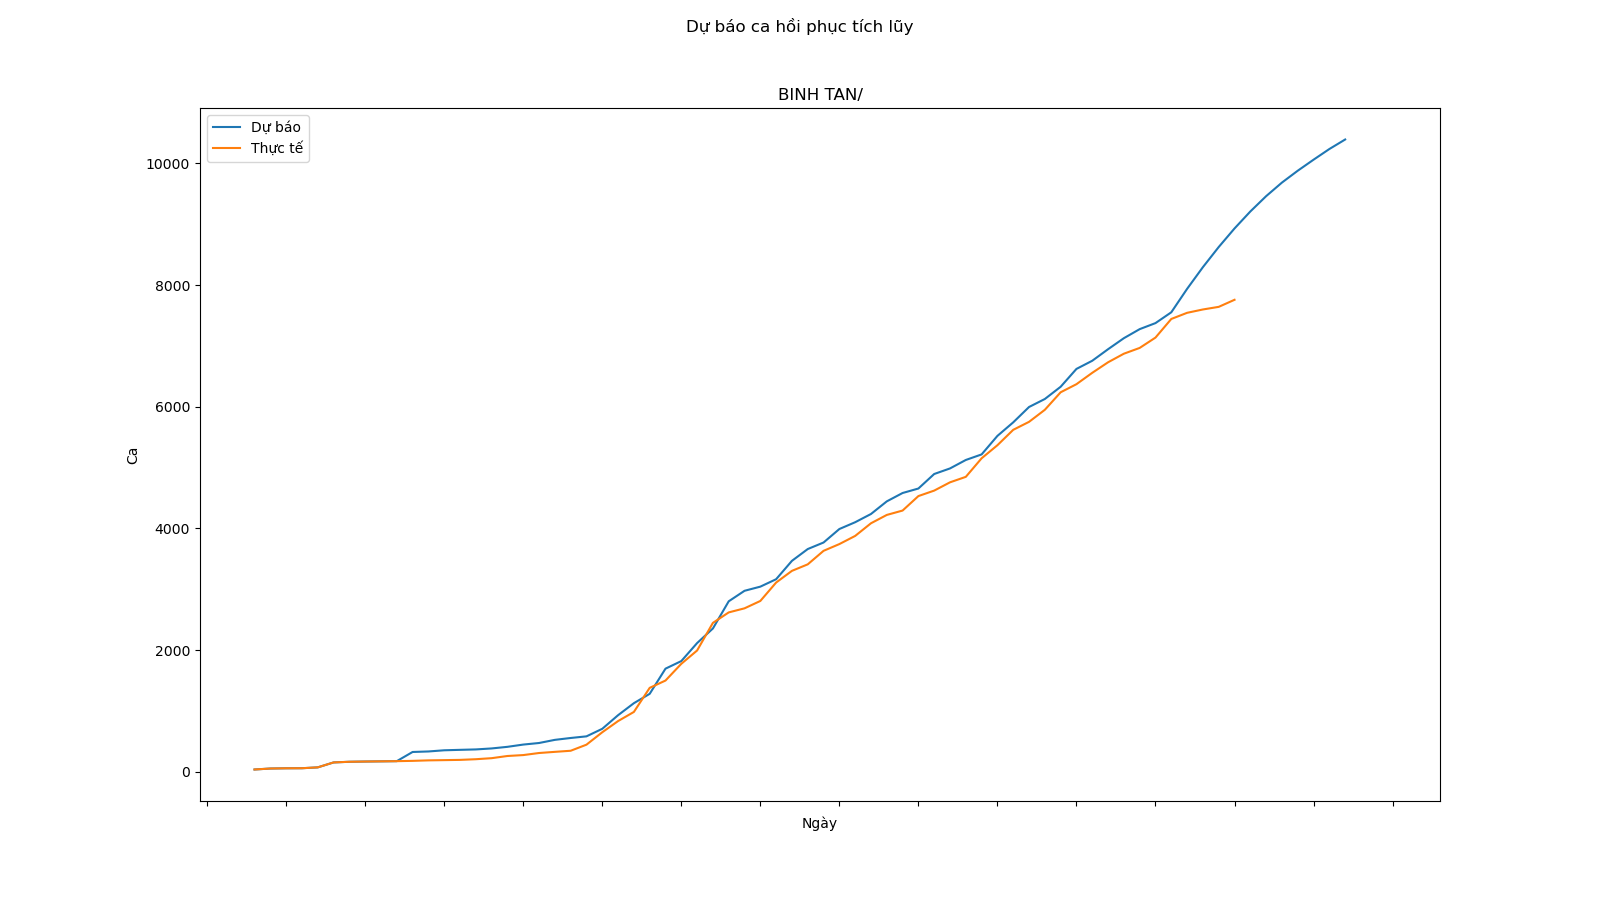 Dự báo ca hồi phục tích lũy
BINH TAN/
Dự báo
Thực tế
10000
8000
6000
4000
2000
0
Ca
Ngày